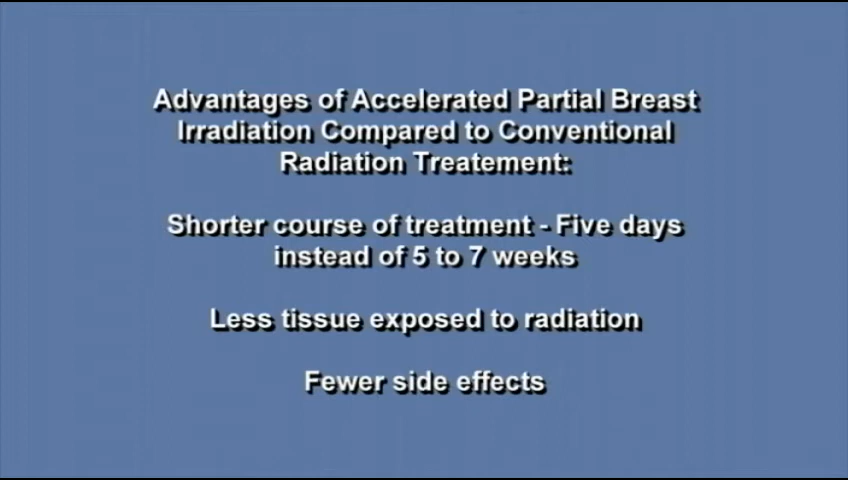 Advantages of Accelerated Partial Breast
Irradiation Compared to Conventional
Radiation Treatement:
Shorter course of treatment - Five days
instead of 5 to 7 weeks
Less tissue exposed to radiation
Fewer side effects